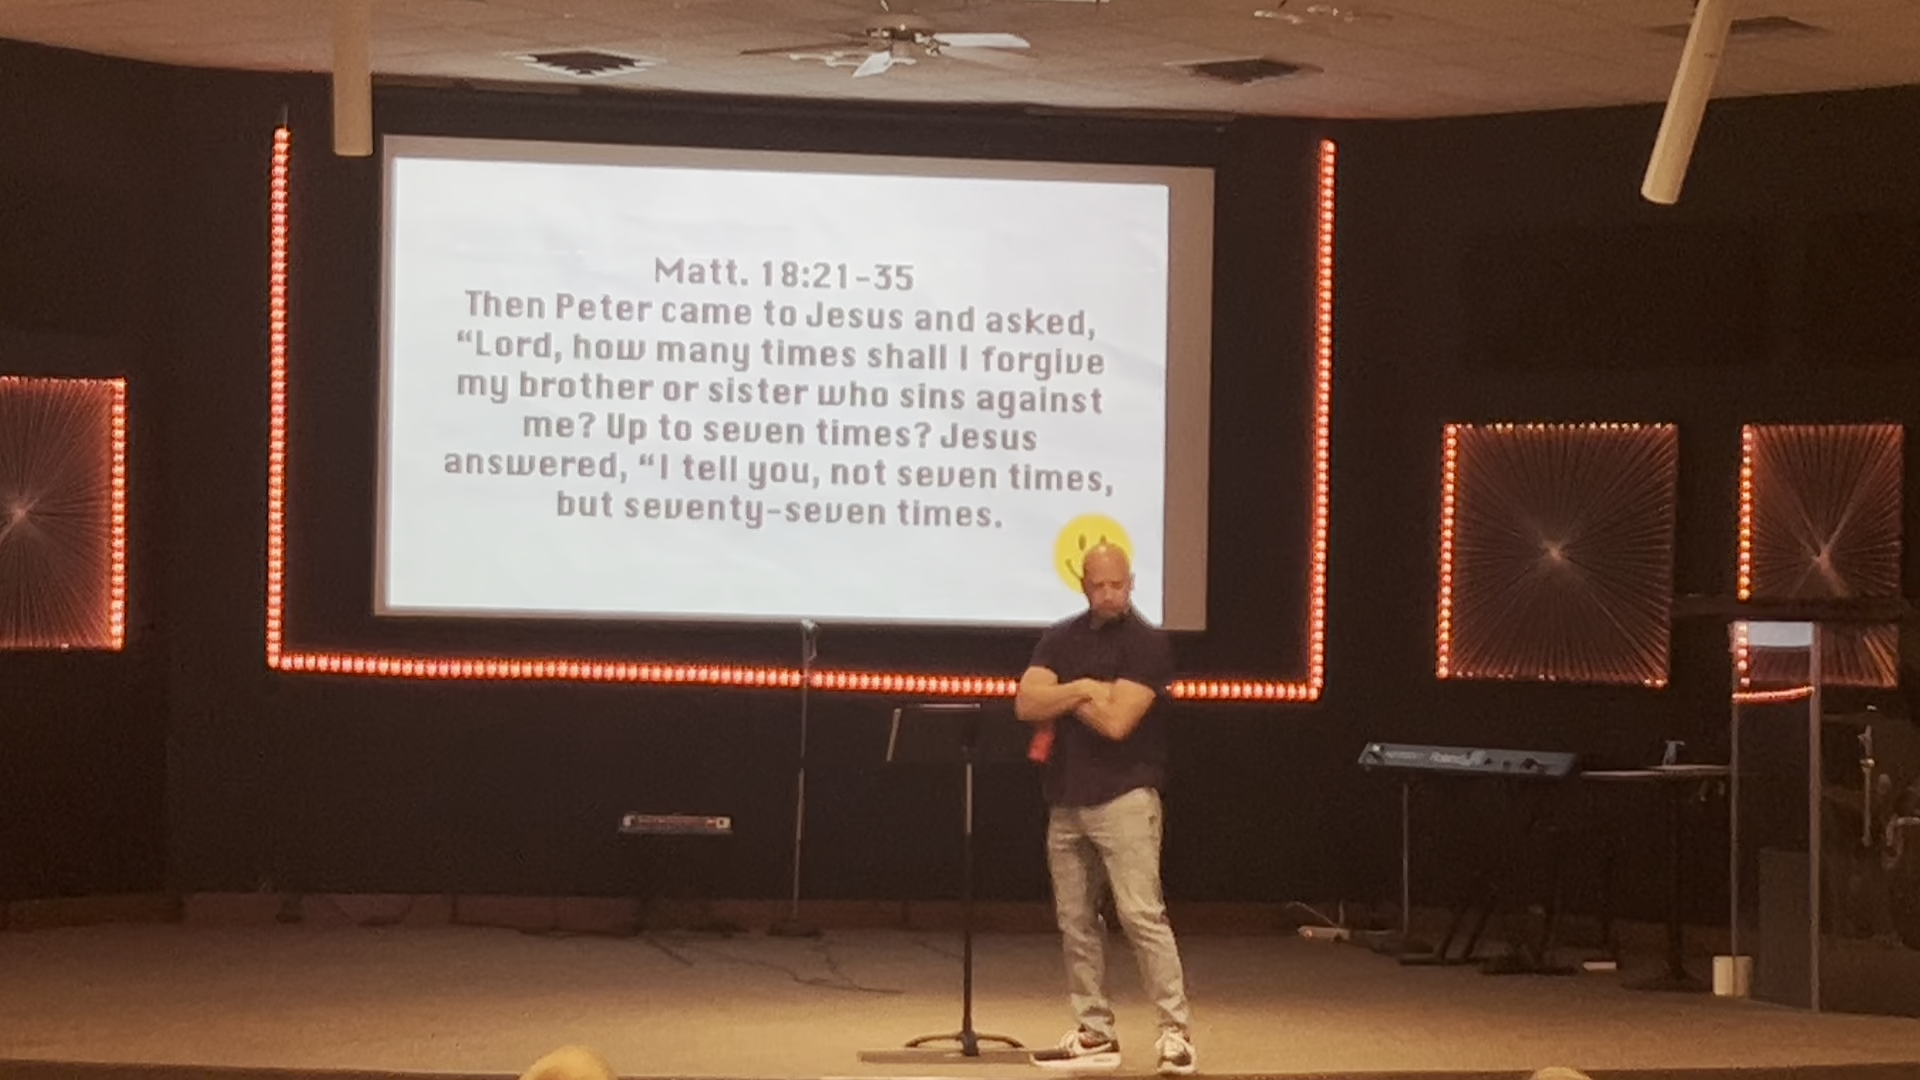 Matt. 18:21-35
Then Peter came to Jesus and asked,
“Lord, how many times shall I forgive
my brother or sister who sins against
me? Up to seven times? Jesus
answered, “I tell you, not seven times,
but seventy-seven times.
Roland